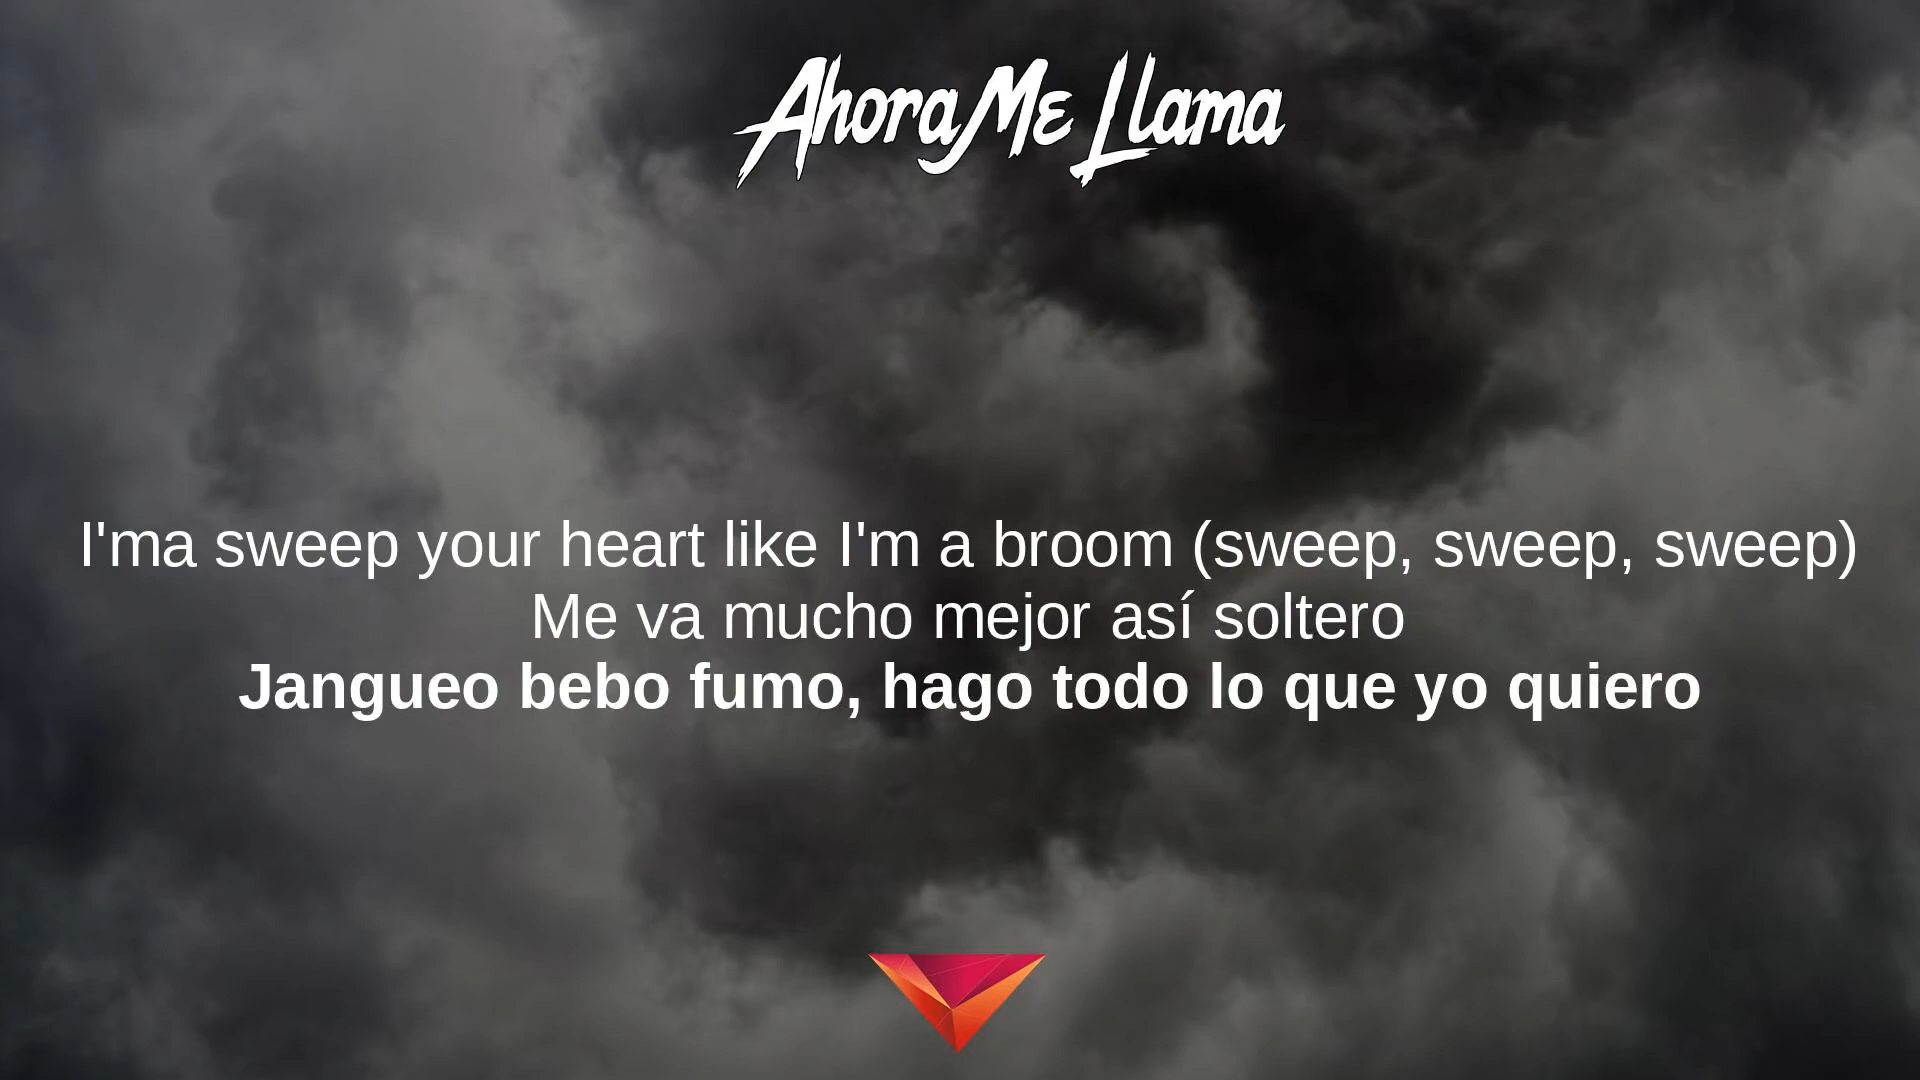 Ahora Me Llama
I'ma sweep your heart like I'm a broom (sweep, sweep, sweep)
Me va mucho mejor así soltero
Jangueo bebo fumo, hago todo lo que yo quiero